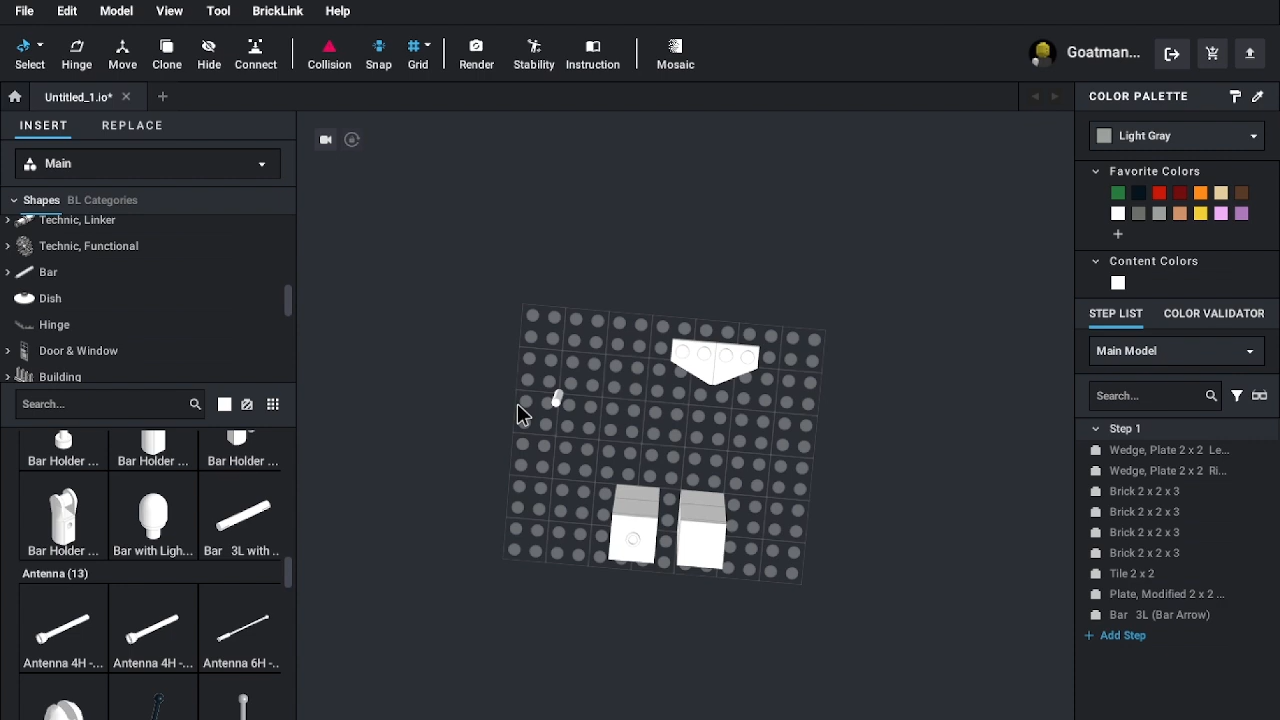 File Edit Model View Tool BrickLink Help
Select Hinge Move Clone Hide Connect Collision Snap Grid Render Stability Instruction Mosaic
Goatman...
Untitled_1.io*
INSERT REPLACE
Main
Shapes BL Categories
Technic, Linker
Technic, Functional
Bar
Dish
Hinge
Door & Window
Building
Search...
Bar Holder ... Bar Holder ... Bar Holder ...
Bar Holder ... Bar with Ligh... Bar 3L with ...
Antenna (13)
Antenna 4H -... Antenna 4H -... Antenna 6H -...
COLOR PALETTE
Light Gray
Favorite Colors
+
Content Colors
STEP LIST COLOR VALIDATOR
Main Model
Search...
Step 1
Wedge, Plate 2 x 2 Le...
Wedge, Plate 2 x 2 Ri...
Brick 2 x 2 x 3
Brick 2 x 2 x 3
Brick 2 x 2 x 3
Brick 2 x 2 x 3
Tile 2 x 2
Plate, Modified 2 x 2 ...
Bar 3L (Bar Arrow)
+ Add Step